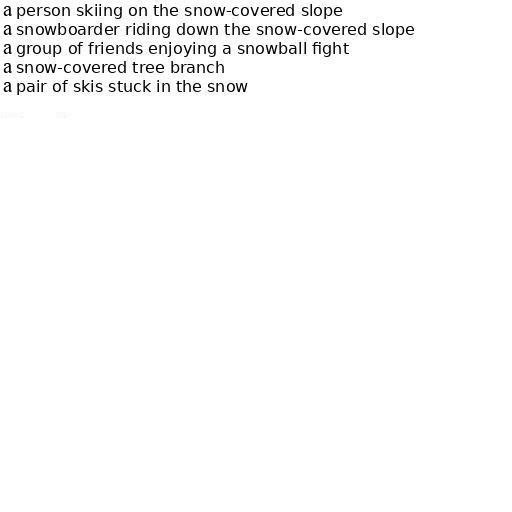 a person skiing on the snow-covered slope
a snowboarder riding down the snow-covered slope
a group of friends enjoying a snowball fight
a snow-covered tree branch
a pair of skis stuck in the snow